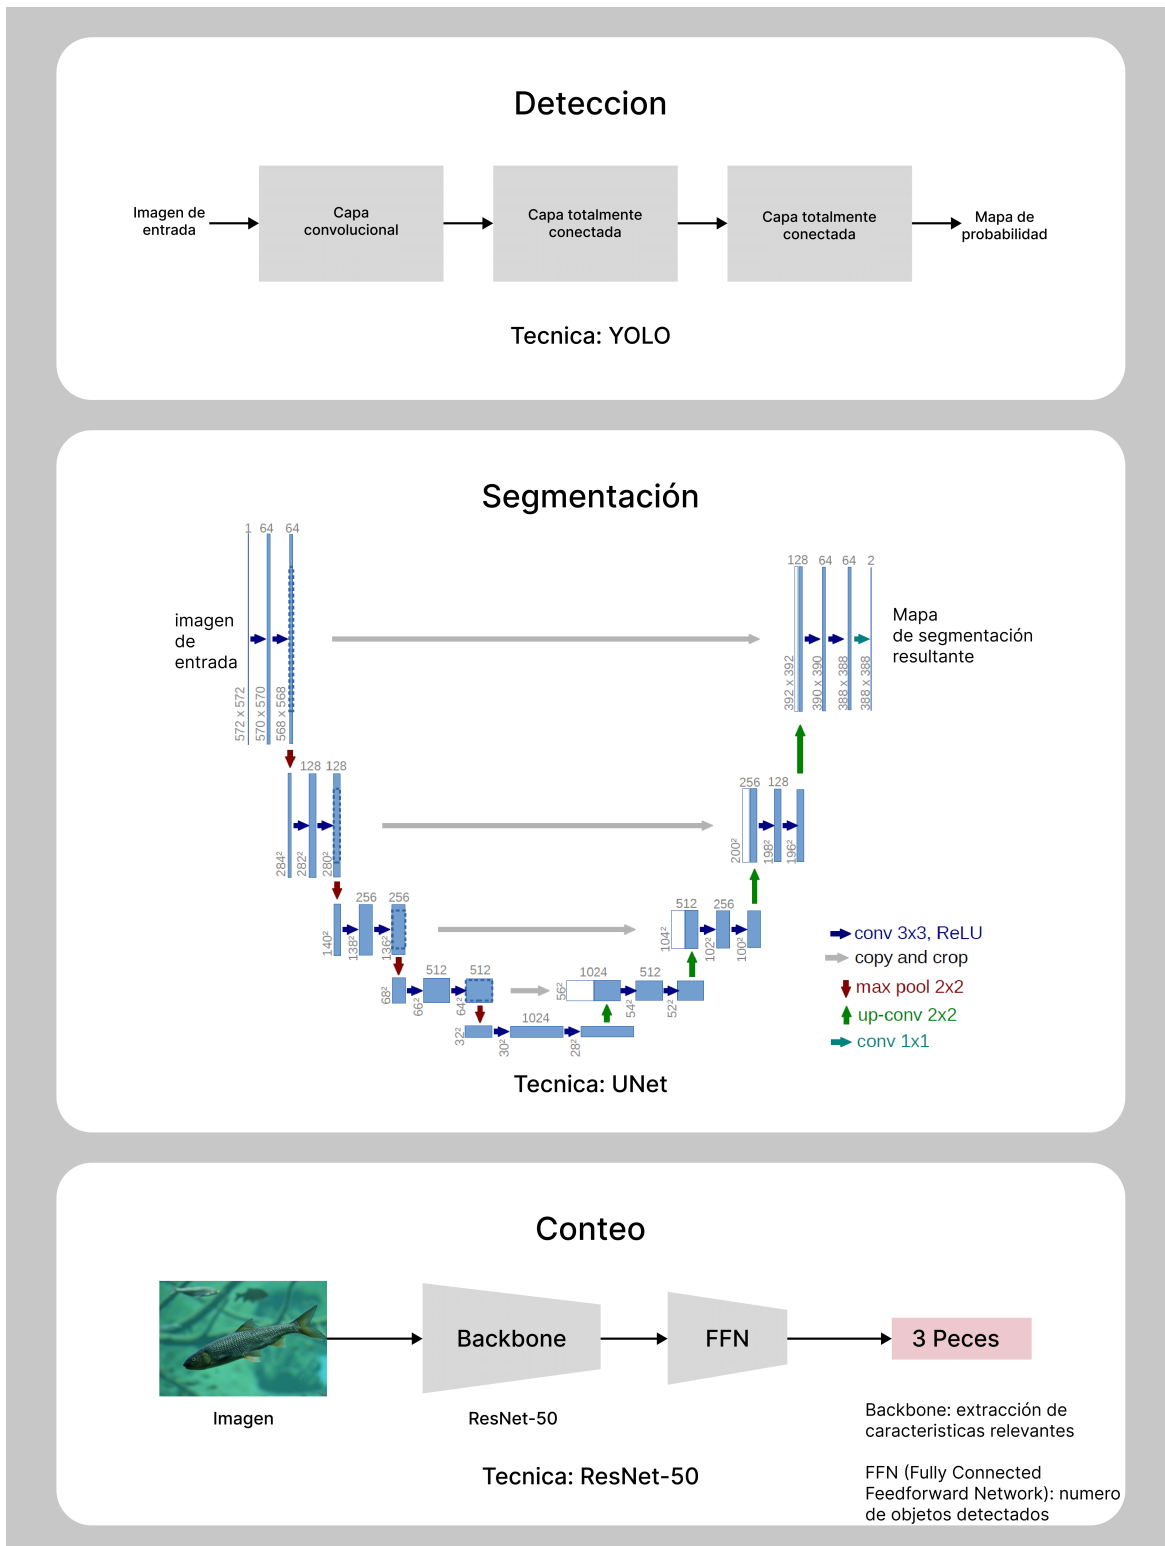 Deteccion
Imagen de
entrada
Capa
convolucional
Capa totalmente
conectada
Capa totalmente
conectada
Mapa de
probabilidad
Tecnica: YOLO
Segmentación
1 64 64
128 64 64 2
imagen
de
entrada
Mapa
de segmentación
resultante
572 x 572
570 x 570
568 x 568
392 x 392
390 x 390
388 x 388
388 x 388
128 128
256 128
284²
282²
280²
200²
198²
196²
256 256
512 256
140²
138²
136²
104²
102²
100²
conv 3x3, ReLU
copy and crop
max pool 2x2
up-conv 2x2
conv 1x1
512 512
1024 512
68²
66²
64²
56²
54²
52²
1024
32²
30²
28²
Tecnica: UNet
Conteo
Backbone
FFN
3 Peces
Imagen
ResNet-50
Backbone: extracción de
caracteristicas relevantes
FFN (Fully Connected
Feedforward Network): numero
de objetos detectados
Tecnica: ResNet-50